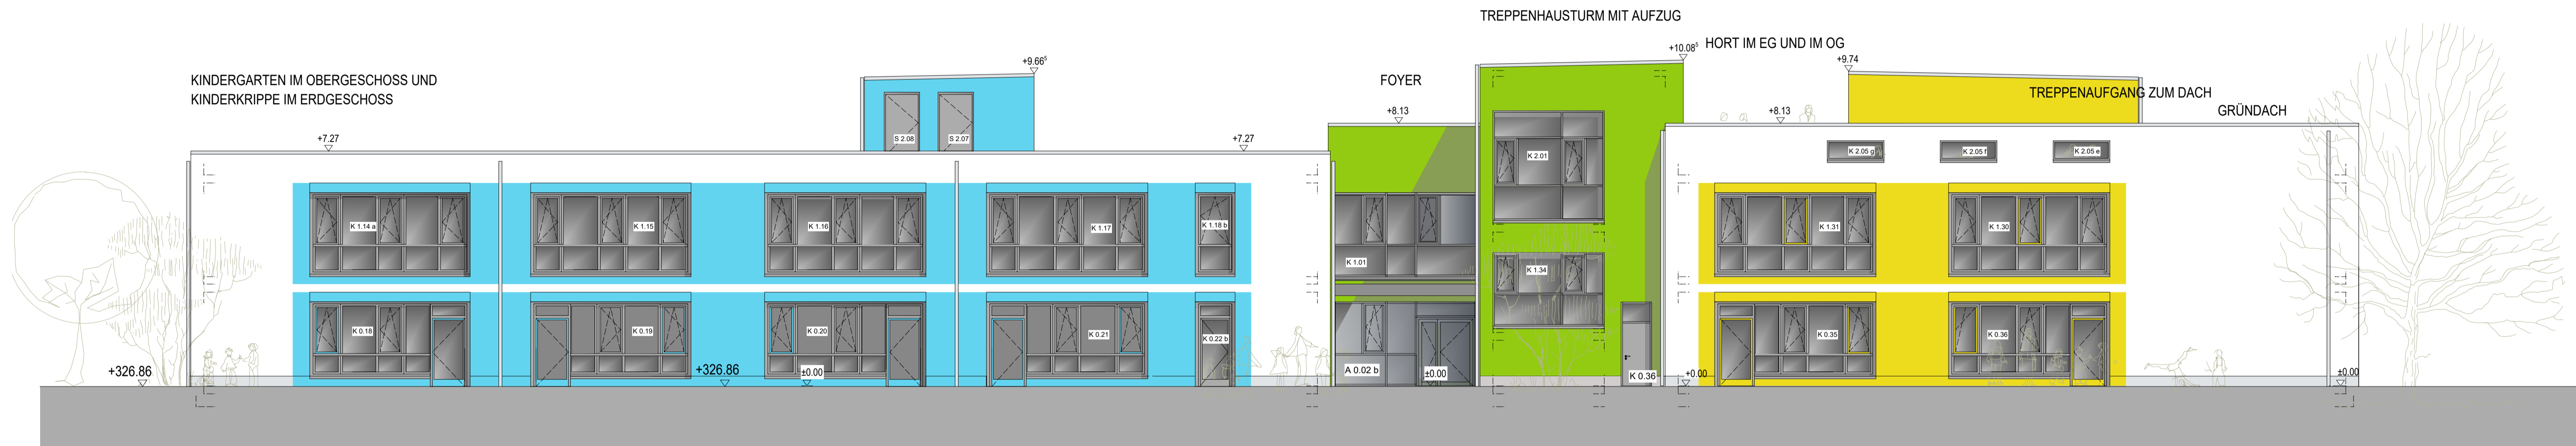 TREPPENHAUSTURM MIT AUFZUG
HORT IM EG UND IM OG
+10.08⁵
+9.66⁵
+9.74
KINDERGARTEN IM OBERGESCHOSS UND
KINDERKRIPPE IM ERDGESCHOSS
FOYER
TREPPENAUFGANG ZUM DACH
GRÜNDACH
+8.13
+8.13
+7.27
+7.27
S 2.08
S 2.07
K 2.01
K 2.05 g
K 2.05 f
K 2.05 e
K 1.14 a
K 1.15
K 1.16
K 1.17
K 1.18 b
K 1.01
K 1.34
K 1.31
K 1.30
K 0.18
K 0.19
K 0.20
K 0.21
K 0.22 b
K 0.35
K 0.36
A 0.02 b
K 0.36
+326.86
+326.86
±0.00
±0.00
±0.00
±0.00